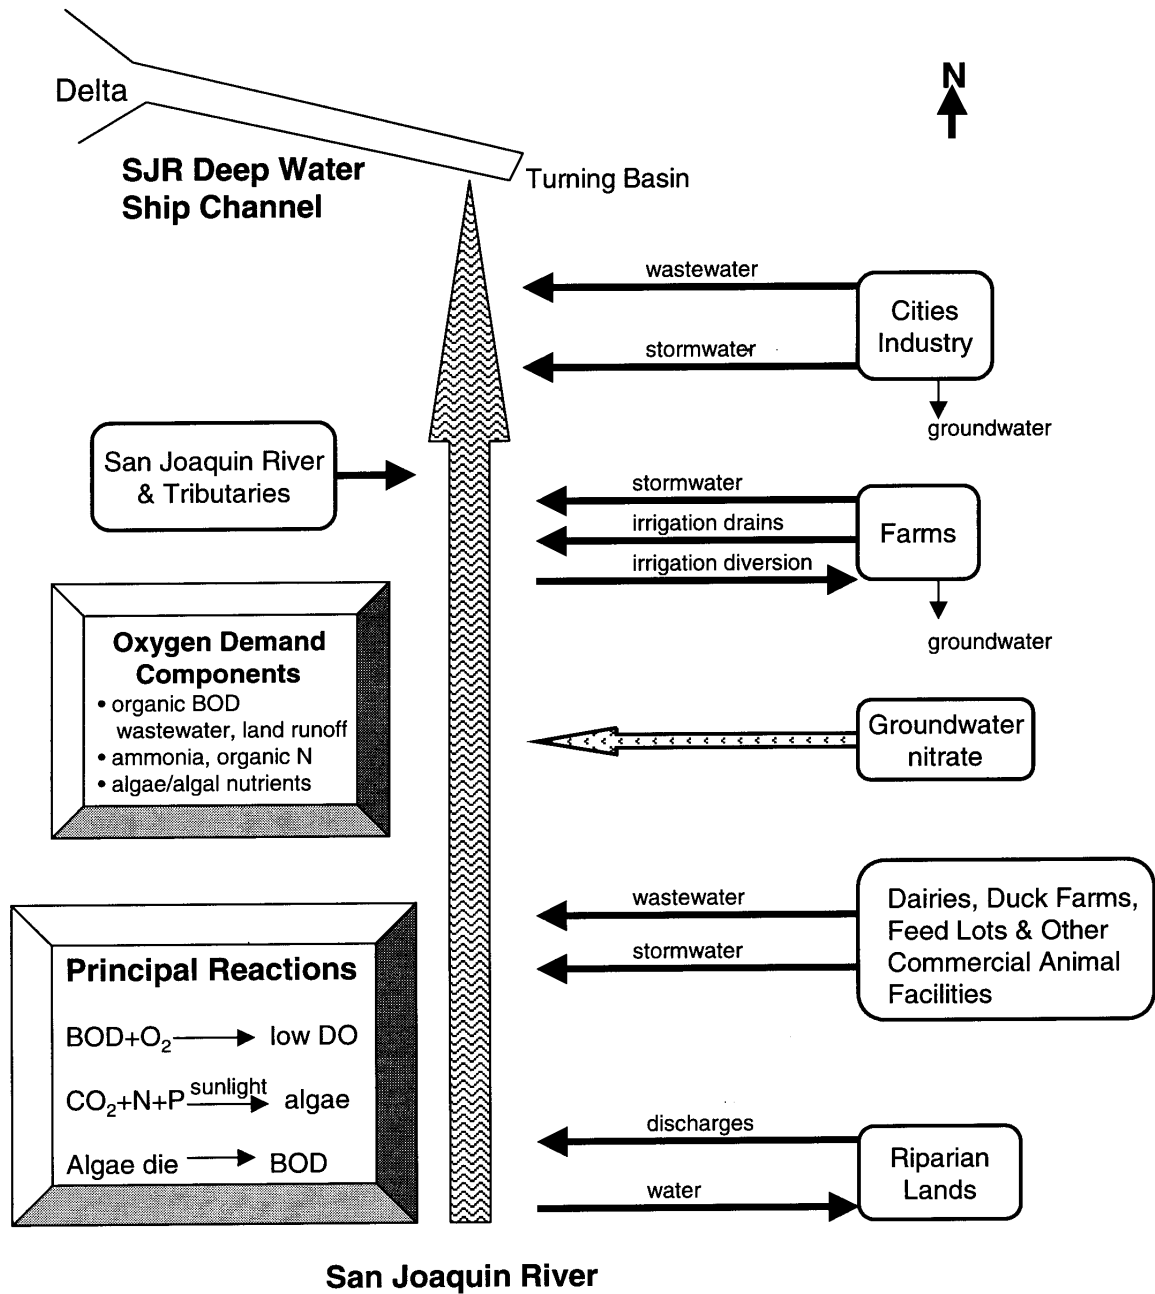 N
Delta
SJR Deep Water
Ship Channel
Turning Basin
wastewater
stormwater
Cities
Industry
groundwater
San Joaquin River
& Tributaries
stormwater
irrigation drains
irrigation diversion
Farms
groundwater
Oxygen Demand
Components
• organic BOD
wastewater, land runoff
• ammonia, organic N
• algae/algal nutrients
Groundwater
nitrate
wastewater
stormwater
Dairies, Duck Farms,
Feed Lots & Other
Commercial Animal
Facilities
Principal Reactions
BOD+O₂ → low DO
CO₂+N+P sunlight → algae
Algae die → BOD
discharges
water
Riparian
Lands
San Joaquin River